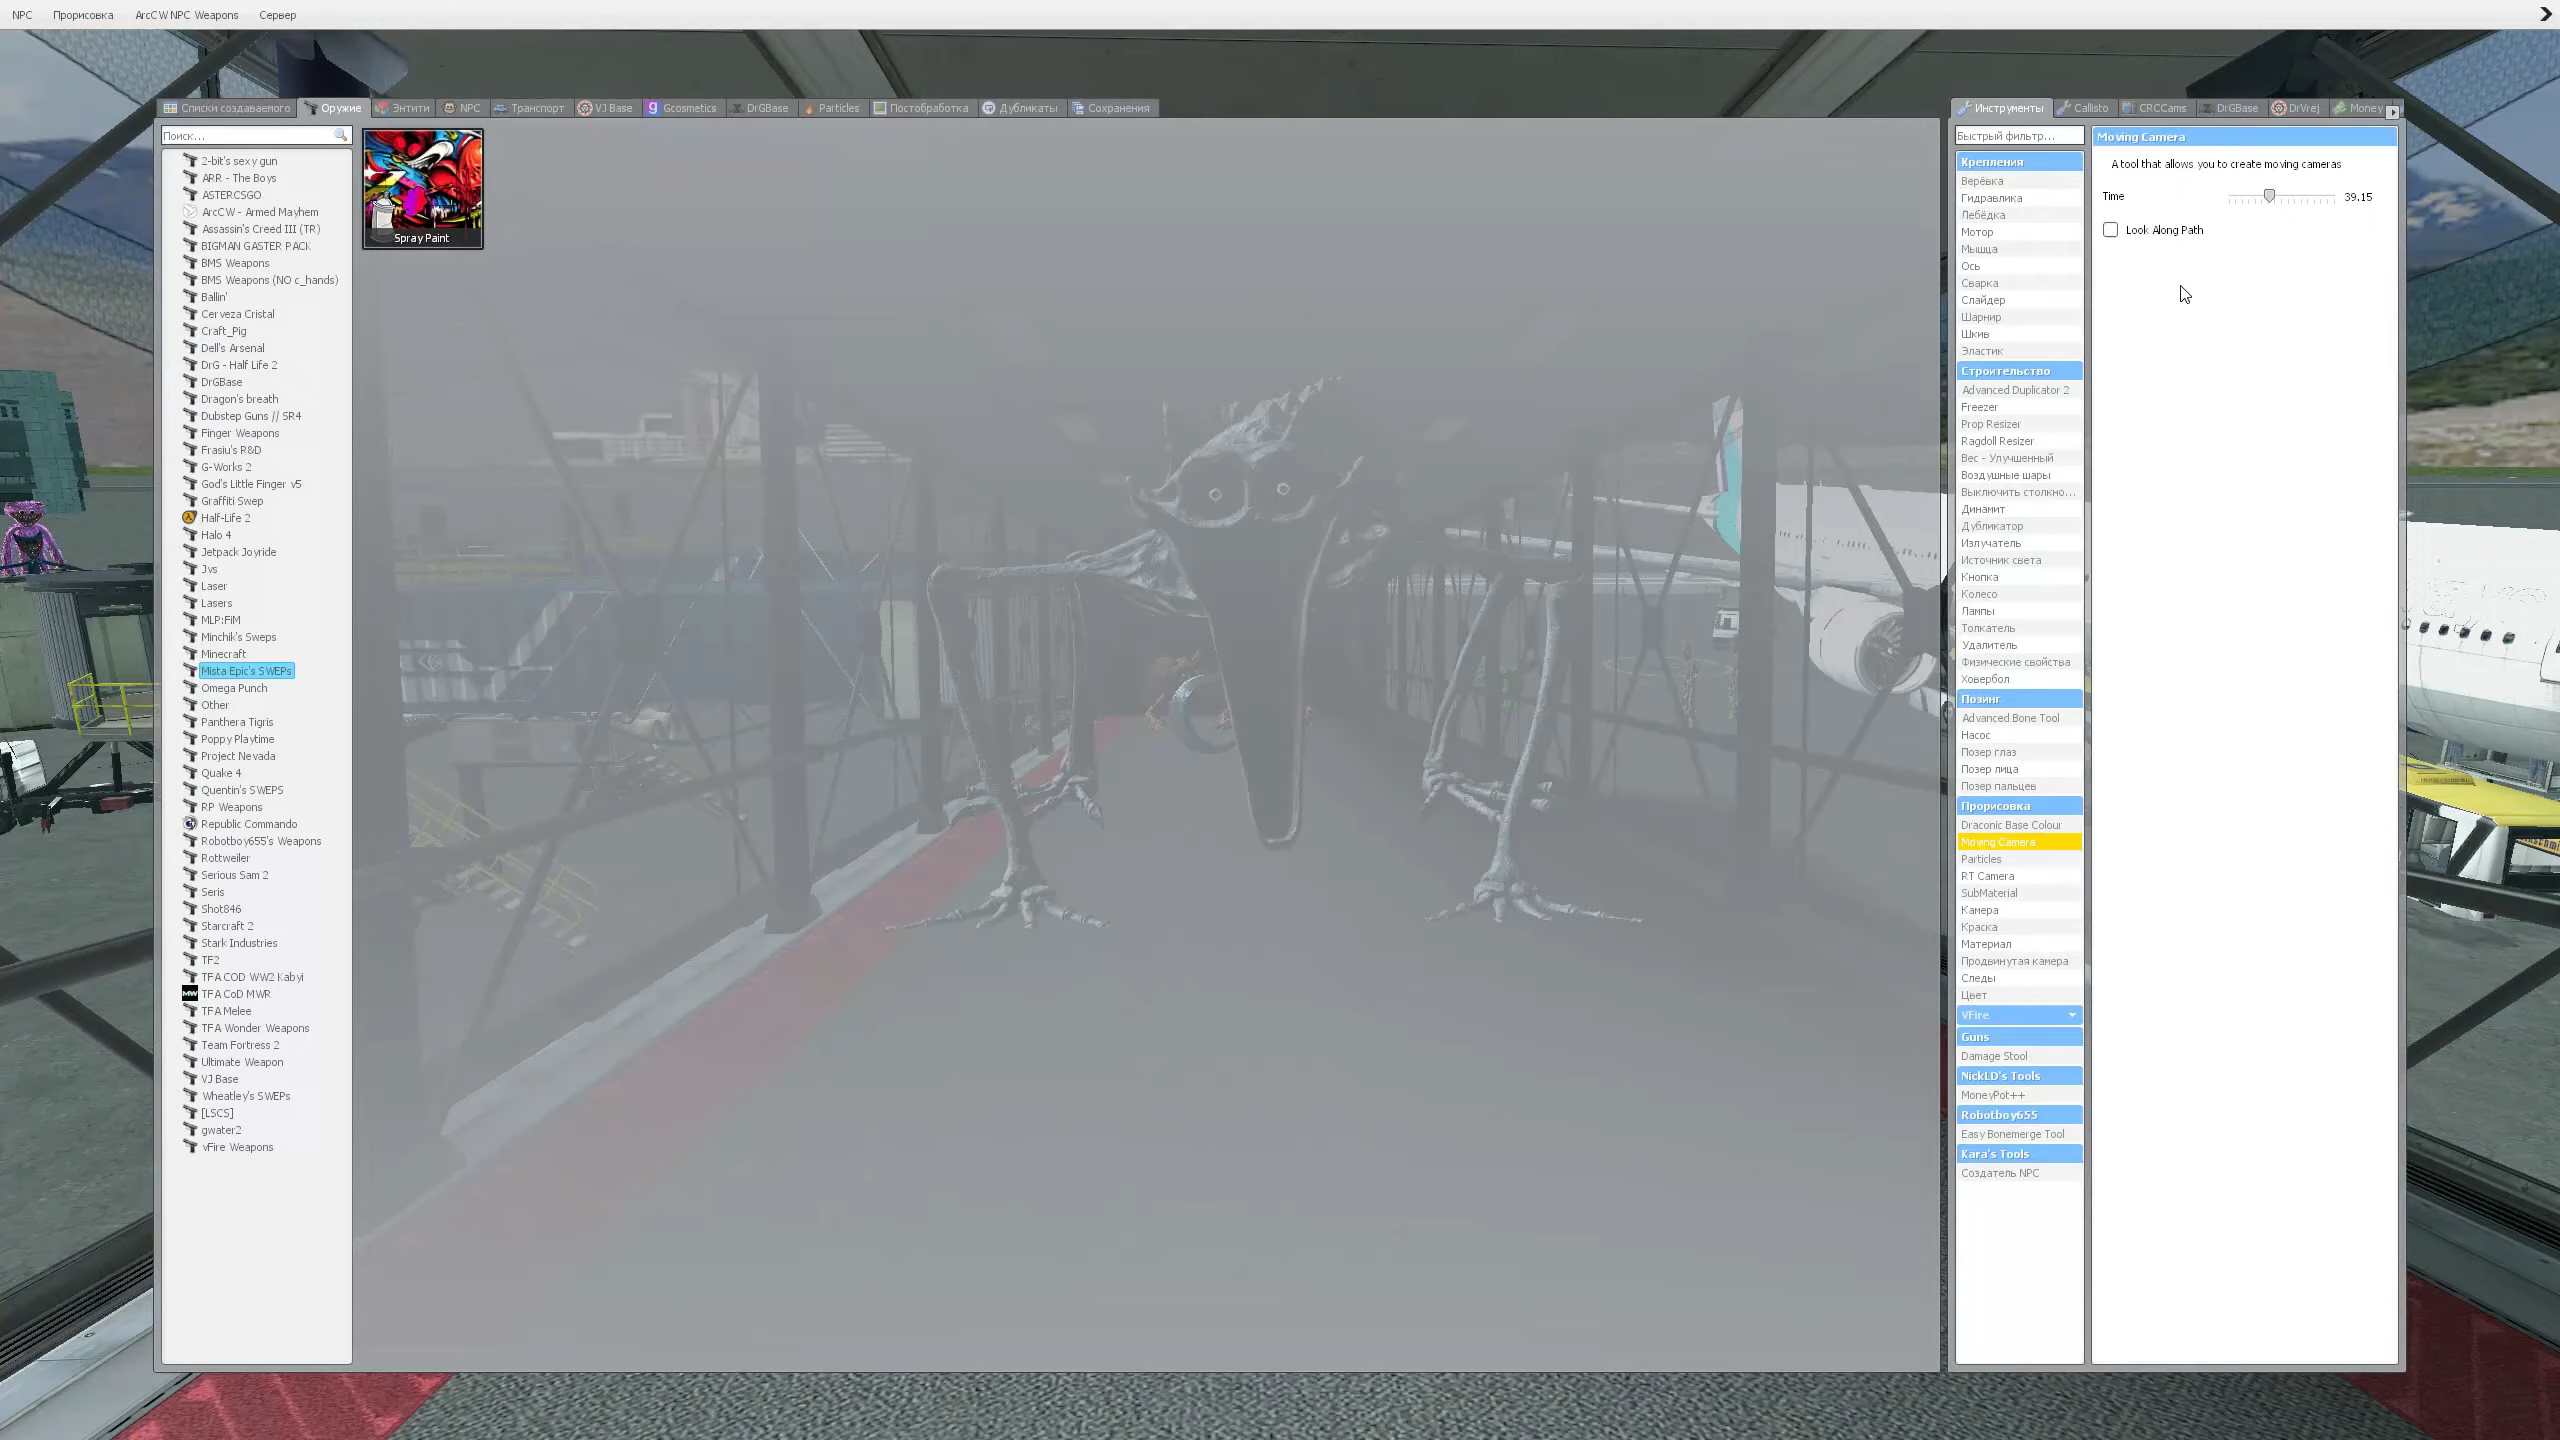 NPC Прорисовка ArcCW NPC Weapons Сервер
Списки создаваемого Оружие Энтити NPC Транспорт VJ Base Gcosmetics DrGBase Particles Постобработка Дубликаты Сохранения
Поиск...
2-bit's sexy gun
ARR - The Boys
ASTERCSGO
ArcCW - Armed Mayhem
Assassin's Creed III (TR)
BIGMAN GASTER PACK
BMS Weapons
BMS Weapons (NO c_hands)
Ballin'
Cerveza Cristal
Craft_Pig
Dell's Arsenal
DrG - Half Life 2
DrGBase
Dragon's breath
Dubstep Guns // SR4
Finger Weapons
Frasiu's R&D
G-Works 2
God's Little Finger v5
Graffiti Swep
Half-Life 2
Halo 4
Jetpack Joyride
Jvs
Laser
Lasers
MLP:FiM
Minchik's Sweps
Minecraft
Mista Epic's SWEPs
Omega Punch
Other
Panthera Tigris
Poppy Playtime
Project Nevada
Quake 4
Quentin's SWEPS
RP Weapons
Republic Commando
Robotboy655's Weapons
Rottweiler
Serious Sam 2
Seris
Shot846
Starcraft 2
Stark Industries
TF2
TFA COD WW2 Kabyi
MW TFA CoD MWR
TFA Melee
TFA Wonder Weapons
Team Fortress 2
Ultimate Weapon
VJ Base
Wheatley's SWEPs
[LSCS]
gwater2
vFire Weapons
Spray Paint
Инструменты Callisto CRCCams DrGBase DrVrej Money
Быстрый фильтр...
Крепления
Верёвка
Гидравлика
Лебёдка
Мотор
Мышца
Ось
Сварка
Слайдер
Шарнир
Шкив
Эластик
Строительство
Advanced Duplicator 2
Freezer
Prop Resizer
Ragdoll Resizer
Вес - Улучшенный
Воздушные шары
Выключить столкно...
Динамит
Дубликатор
Излучатель
Источник света
Кнопка
Колесо
Лампы
Толкатель
Удалитель
Физические свойства
Ховербол
Позинг
Advanced Bone Tool
Насос
Позер глаз
Позер лица
Позер пальцев
Прорисовка
Draconic Base Colour
Moving Camera
Particles
RT Camera
SubMaterial
Камера
Краска
Материал
Продвинутая камера
Следы
Цвет
VFire
Guns
Damage Stool
NickLD's Tools
MoneyPot++
Robotboy655
Easy Bonemerge Tool
Kara's Tools
Создатель NPC
Moving Camera
A tool that allows you to create moving cameras
Time 39.15
Look Along Path